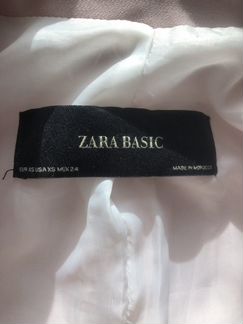 ZARA BASIC
EUR XS USA XS MEX 24
MADE IN MOROCCO